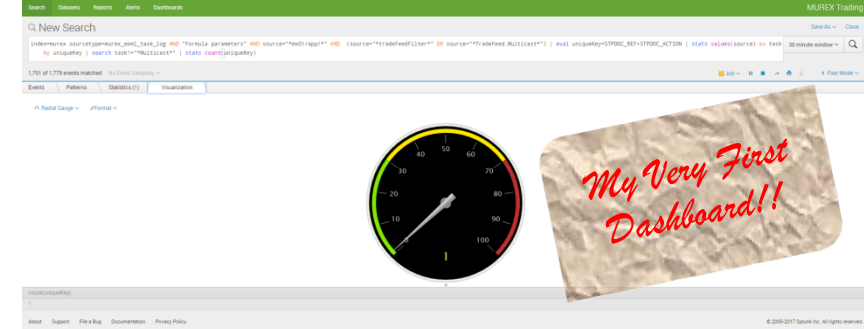 Search Datasets Reports Alerts Dashboards MUREX Trading
New Search Save As Close
index=murex sourcetype=murex_exml_task_log AND "Formula parameters" AND source="*mx01/app/*" AND (source="*tradeFeedFilter*" OR source="*TradeFeed.Multicast*") | eval uniqueKey=STPDOC_REF+STPDOC_ACTION | stats values(source) as task
by uniqueKey | search task!="*Multicast*" | stats count(uniqueKey)
30 minute window
1,701 of 1,779 events matched No Event Sampling Job Fast Mode
Events Patterns Statistics (1) Visualization
Radial Gauge Format
0
10
20
30
40
50
60
70
80
90
100
1
My Very First
Dashboard!!
count(uniqueKey)
1
About Support File a Bug Documentation Privacy Policy © 2005-2017 Splunk Inc. All rights reserved.